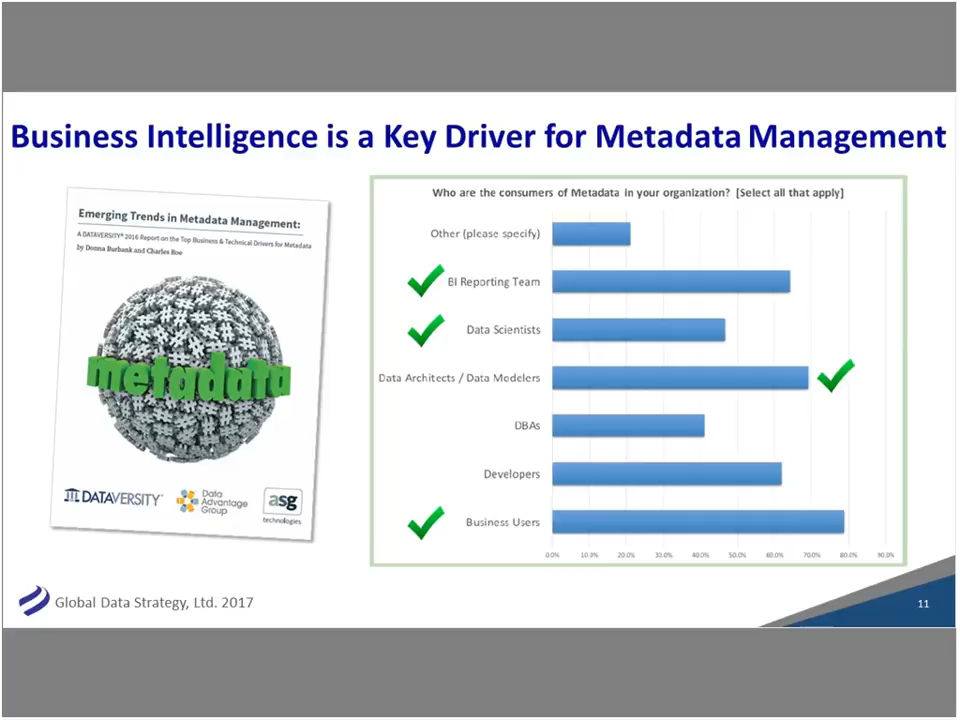 Business Intelligence is a Key Driver for Metadata Management
Emerging Trends in Metadata Management:
A DATAVERSITY® 2016 Report on the Top Business & Technical Drivers for Metadata
by Donna Burbank and Charles Roe
metadata
DATAVERSITY
Data
Advantage
Group
asg
technologies
Who are the consumers of Metadata in your organization? [Select all that apply]
Other (please specify)
BI Reporting Team
Data Scientists
Data Architects / Data Modelers
DBAs
Developers
Business Users
0.0% 10.0% 20.0% 30.0% 40.0% 50.0% 60.0% 70.0% 80.0% 90.0%
Global Data Strategy, Ltd. 2017
11